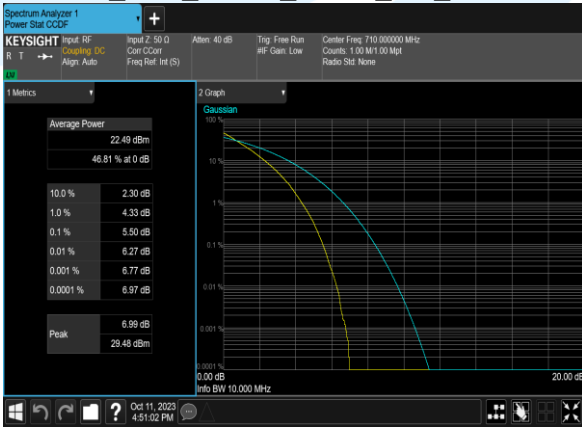 Spectrum Analyzer 1
Power Stat CCDF
+
KEYSIGHT
R T
LW
Input: RF
Coupling: DC
Align: Auto
Input Z: 50 Ω
Corr CCorr
Freq Ref: Int (S)
Atten: 40 dB
Trig: Free Run
#IF Gain: Low
Center Freq: 710.000000 MHz
Counts: 1.00 M/1.00 Mpt
Radio Std: None
1 Metrics
Average Power
22.49 dBm
46.81 % at 0 dB
10.0 % 2.30 dB
1.0 % 4.33 dB
0.1 % 5.50 dB
0.01 % 6.27 dB
0.001 % 6.77 dB
0.0001 % 6.97 dB
Peak
6.99 dB
29.48 dBm
2 Graph
Gaussian
100 %
10 %
1 %
0.1 %
0.01 %
0.001 %
0.0001 %
0.00 dB 20.00 dB
Info BW 10.000 MHz
?
Oct 11, 2023
4:51:02 PM